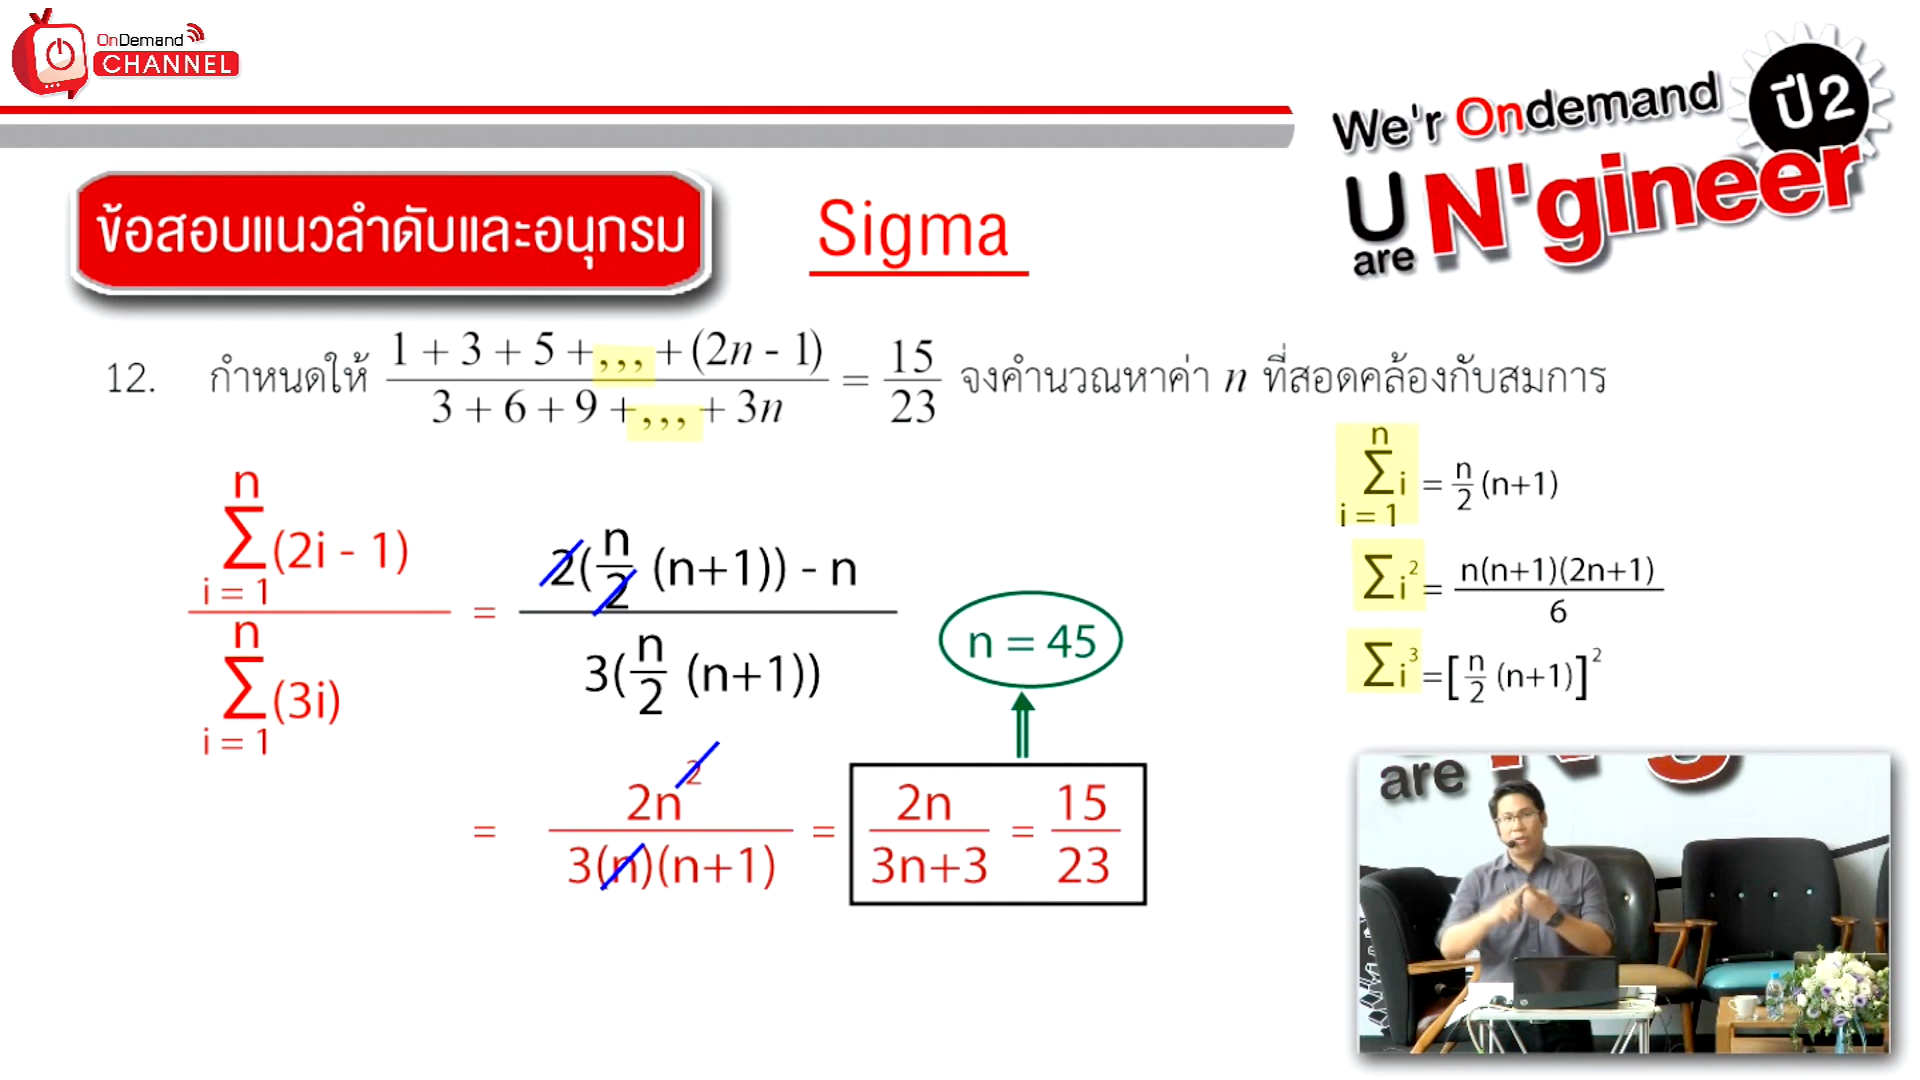 OnDemand
CHANNEL
We'r Ondemand ปี 2
U are N'gineer
ข้อสอบแนวลำดับและอนุกรม
Sigma
12. กำหนดให้ (1 + 3 + 5 + ,,, + (2n - 1)) / (3 + 6 + 9 + ,,, + 3n) = 15/23 จงคำนวณหาค่า n ที่สอดคล้องกับสมการ
n Σ i = 1 i = n/2 (n+1)
Σ i² = n(n+1)(2n+1) / 6
Σ i³ = [n/2 (n+1)]²
n Σ i = 1 (2i - 1) / n Σ i = 1 (3i) = 2(n/2 (n+1)) - n / 3(n/2 (n+1))
n = 45
= 2n² / 3(n)(n+1) = 2n / 3n+3 = 15 / 23
are